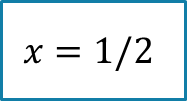 x = 1/2